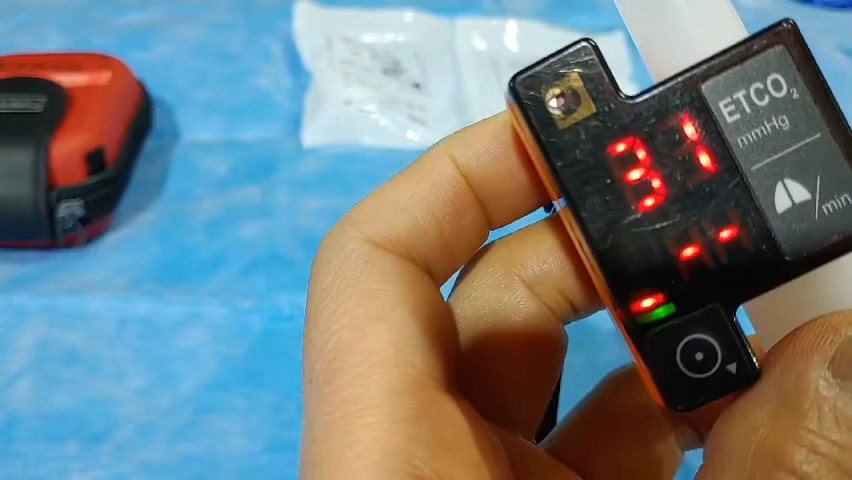 31
ETCO₂
mmHg
--
/min